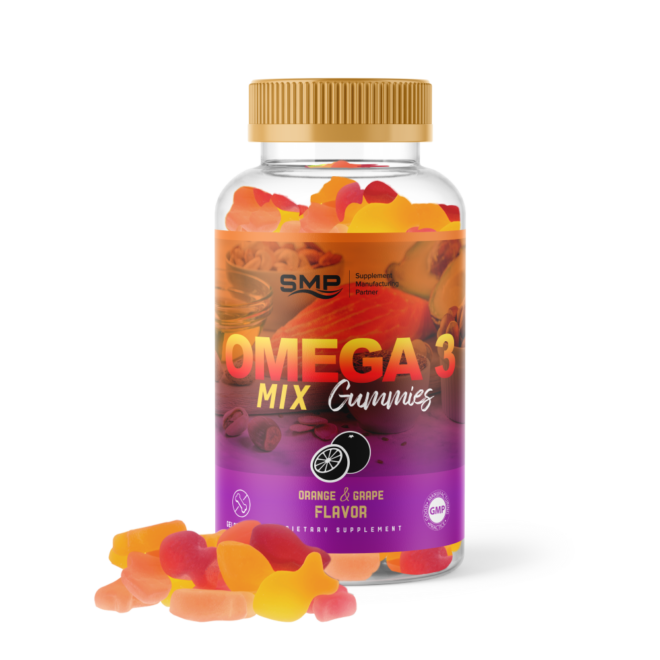 SMP
Supplement
Manufacturing
Partner
OMEGA 3
MIX Gummies
ORANGE & GRAPE
FLAVOR
DIETARY SUPPLEMENT
GMP